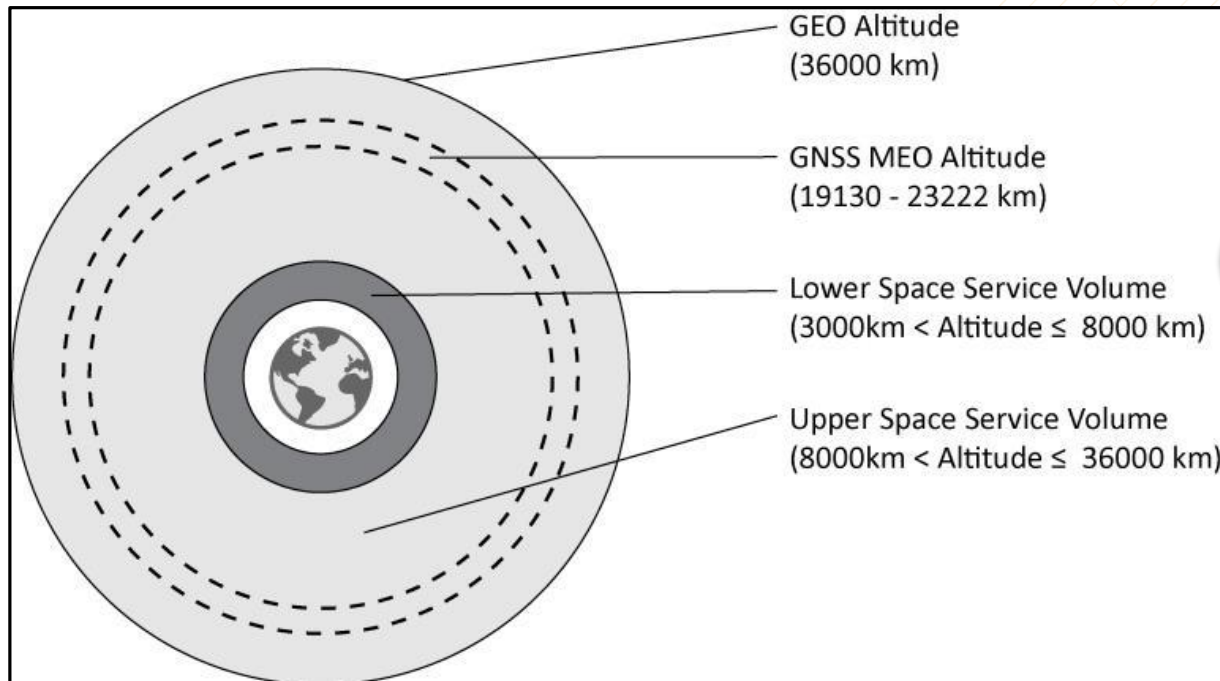 GEO Altitude
(36000 km)
GNSS MEO Altitude
(19130 - 23222 km)
Lower Space Service Volume
(3000km < Altitude ≤  8000 km)
Upper Space Service Volume
(8000km < Altitude ≤  36000 km)